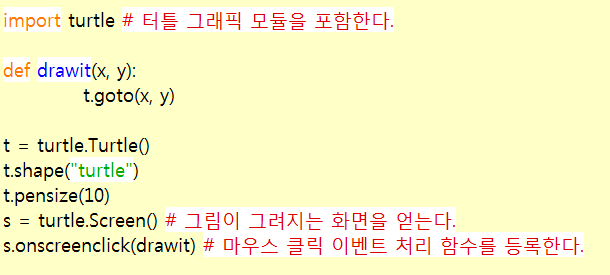 import turtle # 터틀 그래픽 모듈을 포함한다.
def drawit(x, y):
t.goto(x, y)
t = turtle.Turtle()
t.shape("turtle")
t.pensize(10)
s = turtle.Screen() # 그림이 그려지는 화면을 얻는다.
s.onscreenclick(drawit) # 마우스 클릭 이벤트 처리 함수를 등록한다.